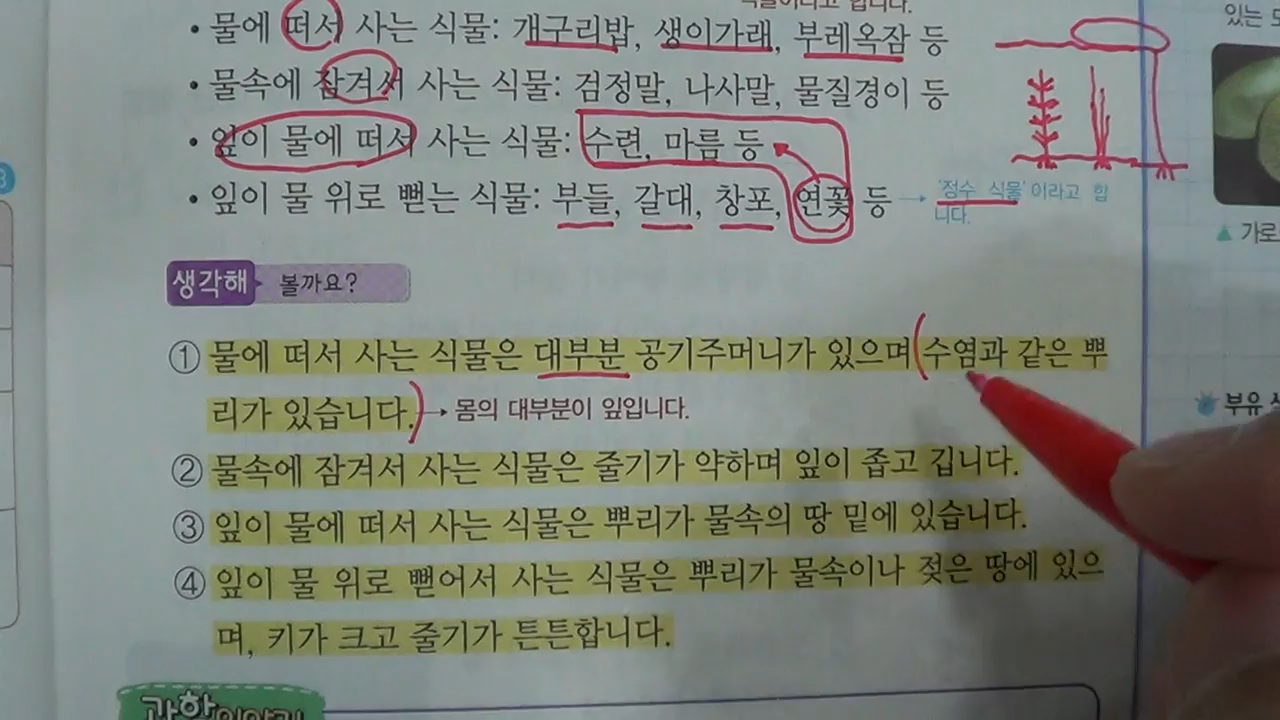 식물이라고 합니다.
• 물에 떠서 사는 식물: 개구리밥, 생이가래, 부레옥잠 등
• 물속에 잠겨서 사는 식물: 검정말, 나사말, 물질경이 등
• 잎이 물에 떠서 사는 식물: 수련, 마름 등
• 잎이 물 위로 뻗는 식물: 부들, 갈대, 창포, 연꽃 등 → '정수 식물'이라고 합
니다.
생각해 볼까요?
① 물에 떠서 사는 식물은 대부분 공기주머니가 있으며 수염과 같은 뿌
리가 있습니다. → 몸의 대부분이 잎입니다.
② 물속에 잠겨서 사는 식물은 줄기가 약하며 잎이 좁고 깁니다.
③ 잎이 물에 떠서 사는 식물은 뿌리가 물속의 땅 밑에 있습니다.
④ 잎이 물 위로 뻗어서 사는 식물은 뿌리가 물속이나 젖은 땅에 있으
며, 키가 크고 줄기가 튼튼합니다.
과학
있는
▲ 가로
부유